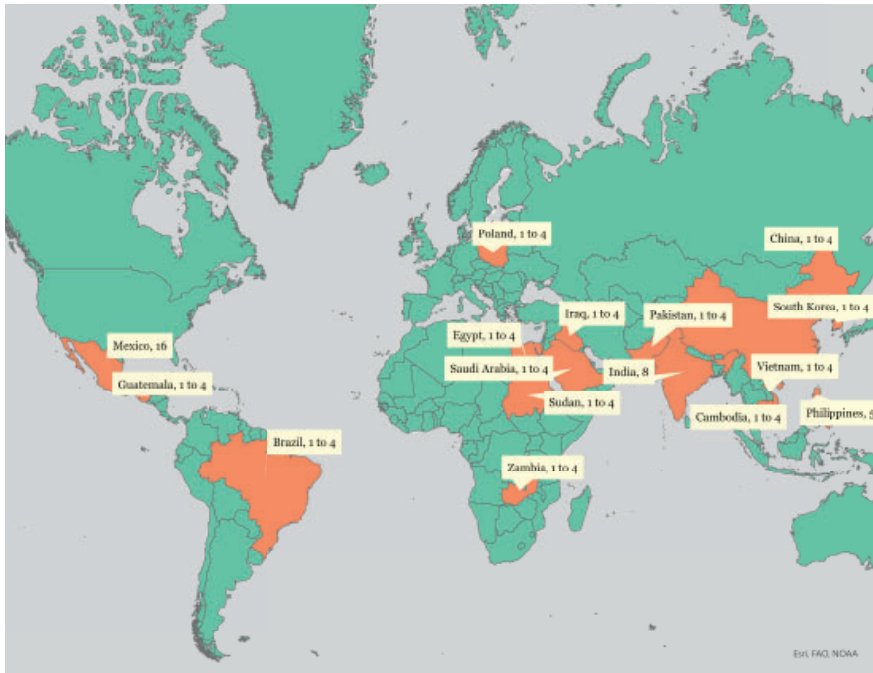 Poland, 1 to 4
China, 1 to 4
Iraq, 1 to 4
Pakistan, 1 to 4
South Korea, 1 to 4
Egypt, 1 to 4
Mexico, 16
Saudi Arabia, 1 to 4
India, 8
Vietnam, 1 to 4
Guatemala, 1 to 4
Sudan, 1 to 4
Cambodia, 1 to 4
Philippines, 5
Brazil, 1 to 4
Zambia, 1 to 4
Esri, FAO, NOAA